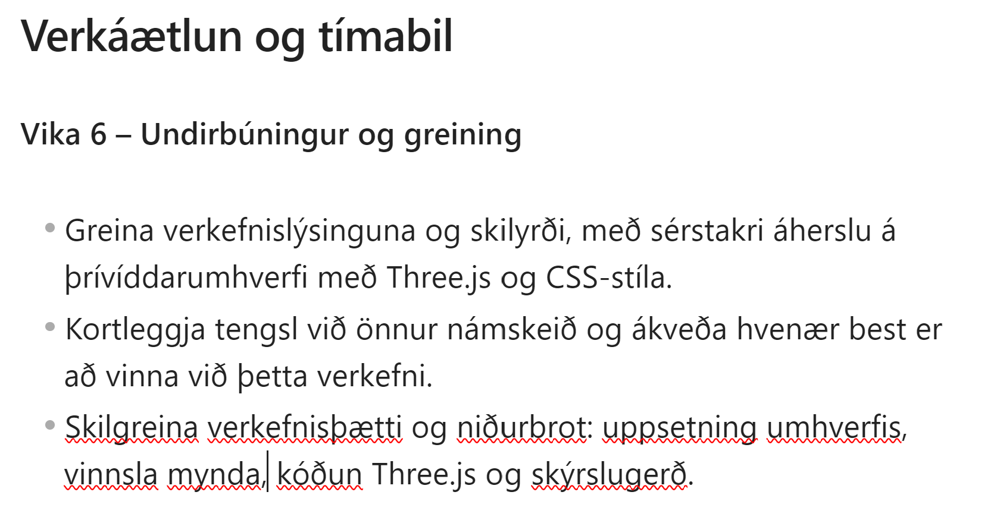 Verkáætlun og tímabil
Vika 6 – Undirbúningur og greining
• Greina verkefnislýsinguna og skilyrði, með sérstakri áherslu á
þrívíddarumhverfi með Three.js og CSS-stíla.
• Kortleggja tengsl við önnur námskeið og ákveða hvenær best er
að vinna við þetta verkefni.
• Skilgreina verkefnisþætti og niðurbrot: uppsetning umhverfis,
vinnsla mynda, kóðun Three.js og skýrslugerð.